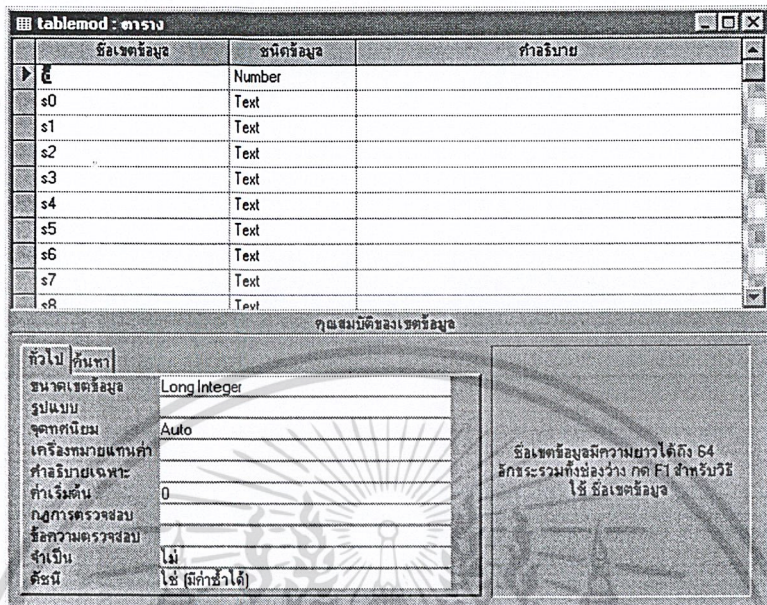 tablemod : ตาราง
ชื่อเขตข้อมูล ชนิดข้อมูล คำอธิบาย
Number
s0 Text
s1 Text
s2 Text
s3 Text
s4 Text
s5 Text
s6 Text
s7 Text
s8 Text
คุณสมบัติของเขตข้อมูล
ทั่วไป ค้นหา
ขนาดเขตข้อมูล Long Integer
รูปแบบ
จุดทศนิยม Auto
เครื่องหมายแทนค่า
คำอธิบายเฉพาะ
ค่าเริ่มต้น 0
กฎการตรวจสอบ
ข้อความตรวจสอบ
จำเป็น ไม่
ดัชนี ใช่ (มีค่าซ้ำได้)
ชื่อเขตข้อมูลมีความยาวได้ถึง 64
อักขระรวมทั้งช่องว่าง กด F1 สำหรับวิธี
ใช้ ชื่อเขตข้อมูล